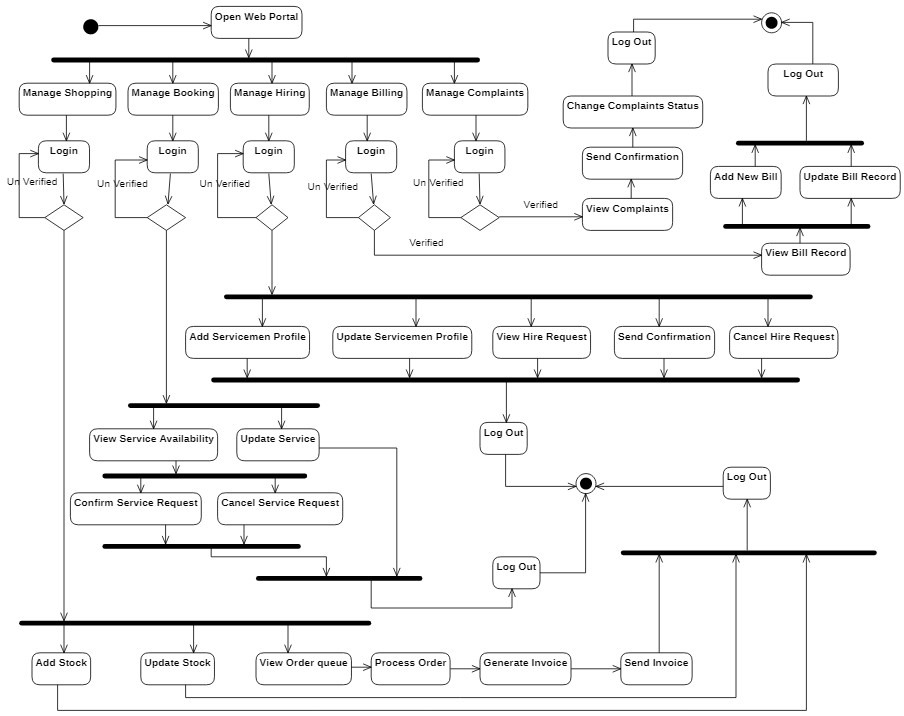 Open Web Portal
Log Out
Log Out
Manage Shopping
Manage Booking
Manage Hiring
Manage Billing
Manage Complaints
Change Complaints Status
Login
Login
Login
Login
Login
Send Confirmation
Un Verified
Un Verified
Un Verified
Un Verified
Un Verified
Add New Bill
Update Bill Record
Verified
View Complaints
Verified
View Bill Record
Add Servicemen Profile
Update Servicemen Profile
View Hire Request
Send Confirmation
Cancel Hire Request
View Service Availability
Update Service
Log Out
Log Out
Confirm Service Request
Cancel Service Request
Log Out
Add Stock
Update Stock
View Order queue
Process Order
Generate Invoice
Send Invoice